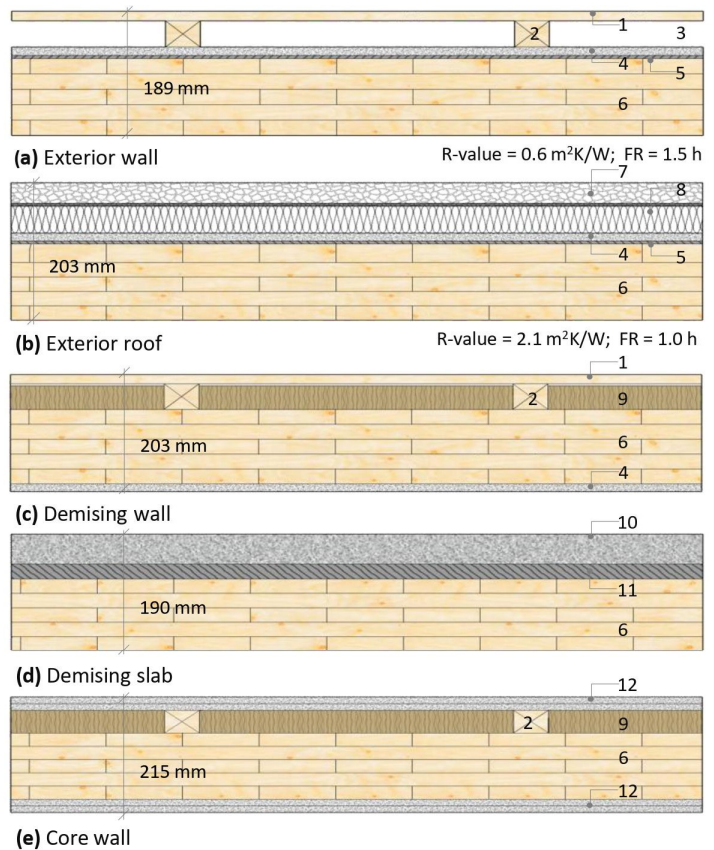 1
2
3
4
5
189 mm
6
(a) Exterior wall
R-value = 0.6 m²K/W; FR = 1.5 h
7
8
4
5
203 mm
6
(b) Exterior roof
R-value = 2.1 m²K/W; FR = 1.0 h
1
2
9
6
203 mm
4
(c) Demising wall
10
11
190 mm
6
(d) Demising slab
12
2
9
6
215 mm
12
(e) Core wall